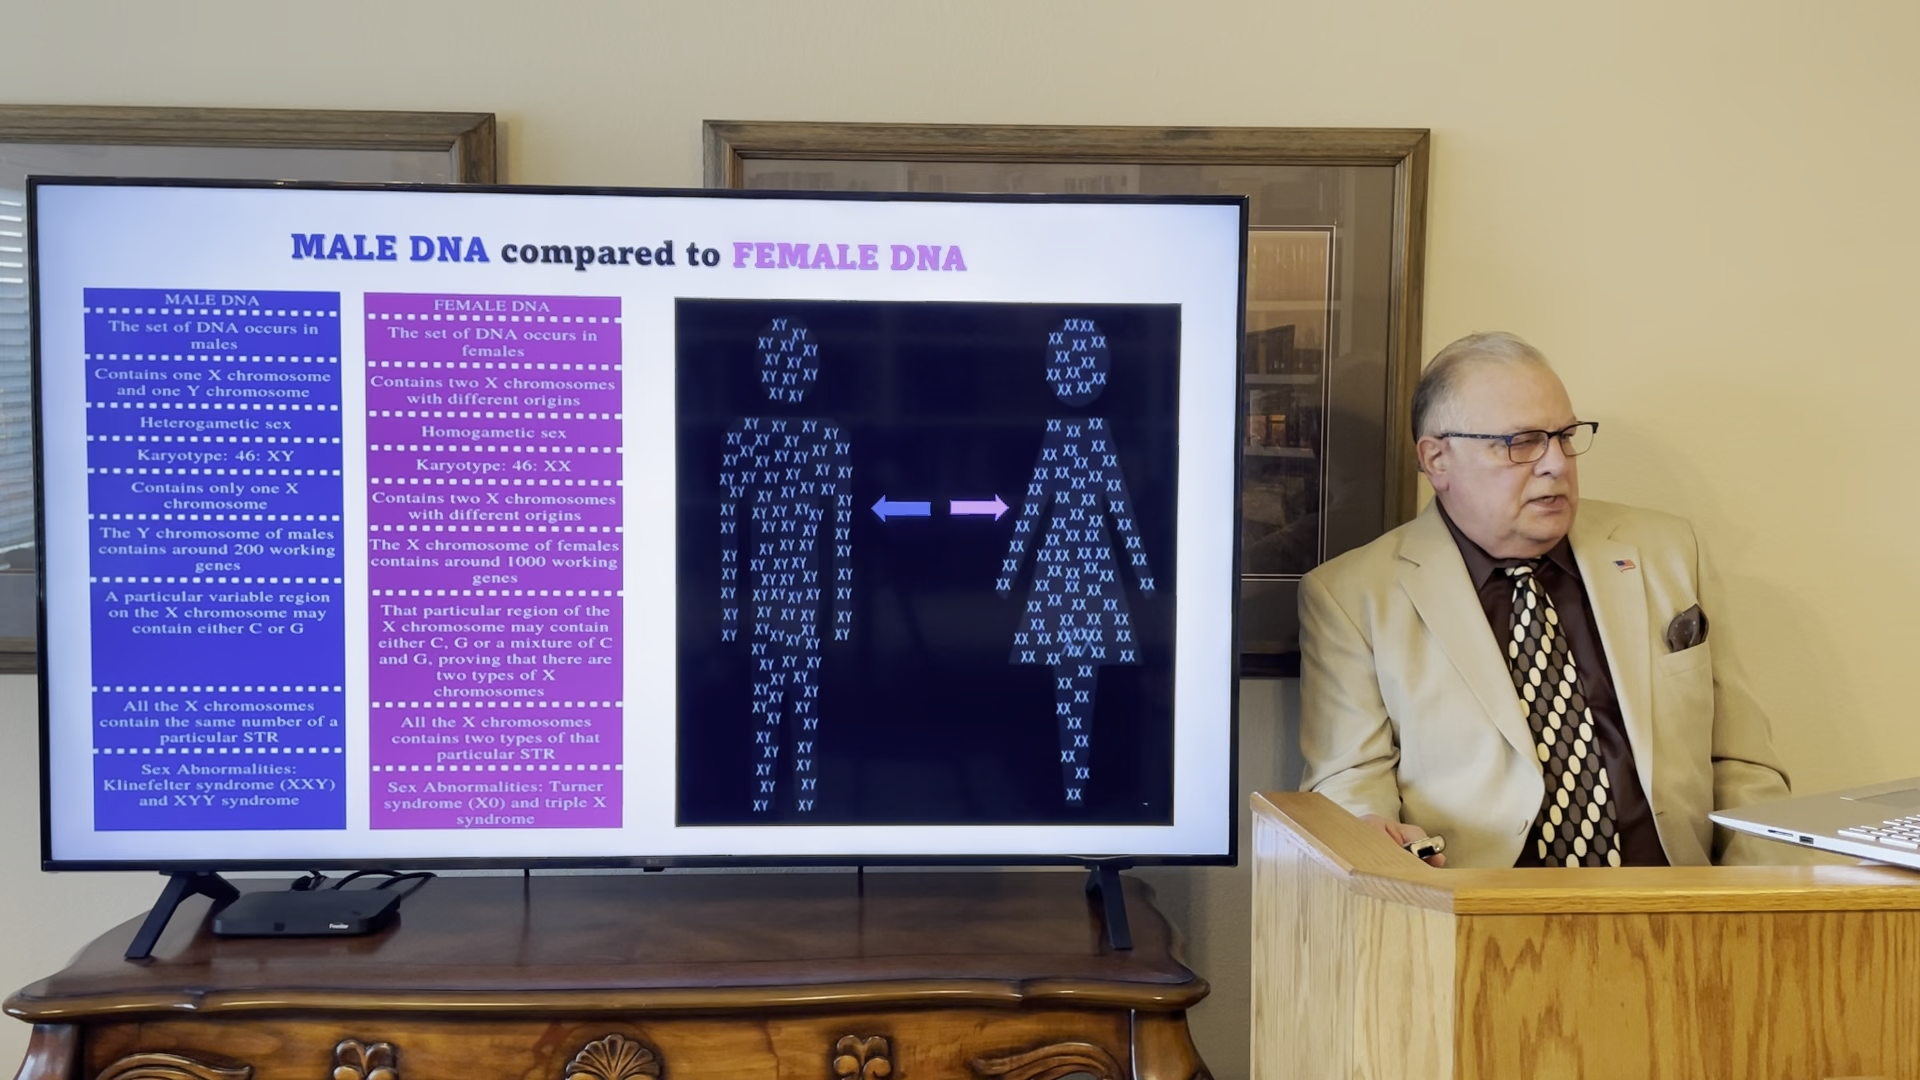 MALE DNA compared to FEMALE DNA
MALE DNA
The set of DNA occurs in
males
Contains one X chromosome
and one Y chromosome
Heterogametic sex
Karyotype: 46: XY
Contains only one X
chromosome
The Y chromosome of males
contains around 200 working
genes
A particular variable region
on the X chromosome may
contain either C or G
All the X chromosomes
contain the same number of a
particular STR
Sex Abnormalities:
Klinefelter syndrome (XXY)
and XYY syndrome
FEMALE DNA
The set of DNA occurs in
females
Contains two X chromosomes
with different origins
Homogametic sex
Karyotype: 46: XX
Contains two X chromosomes
with different origins
The X chromosome of females
contains around 1000 working
genes
That particular region of the
X chromosome may contain
either C, G or a mixture of C
and G, proving that there are
two types of X
chromosomes
All the X chromosomes
contains two types of that
particular STR
Sex Abnormalities: Turner
syndrome (X0) and triple X
syndrome
XY
XX
LG